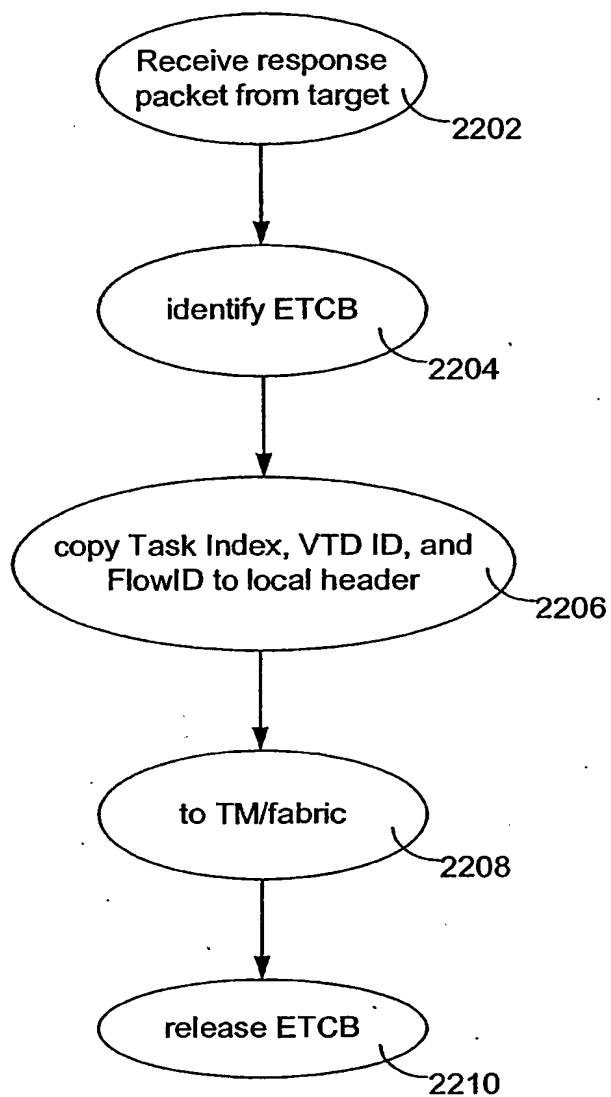 Receive response
packet from target
2202
identify ETCB
2204
copy Task Index, VTD ID, and
FlowID to local header
2206
to TM/fabric
2208
release ETCB
2210